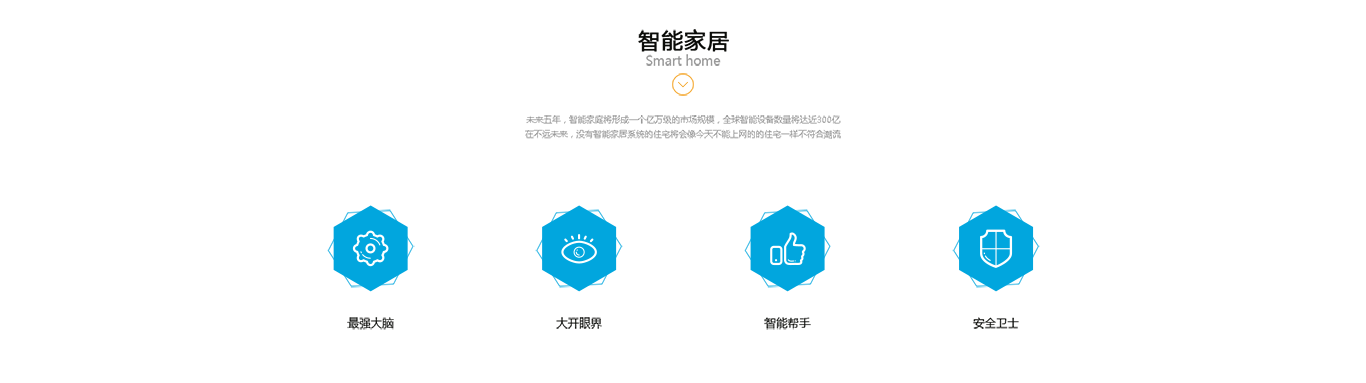 智能家居
Smart home
未来五年，智能家庭将形成一个亿万级的市场规模，全球智能设备数量将达近300亿
在不远未来，没有智能家居系统的住宅将会像今天不能上网的的住宅一样不符合潮流
最强大脑
大开眼界
智能帮手
安全卫士